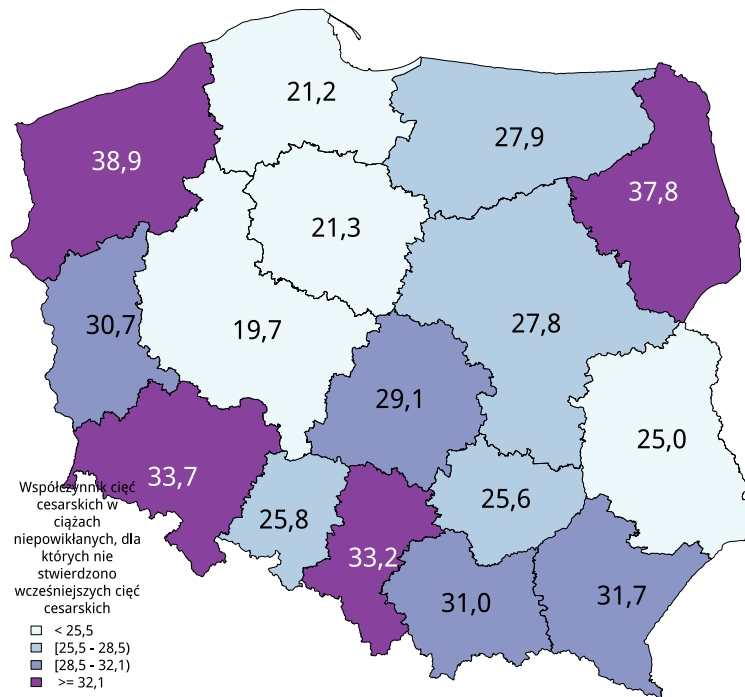 21,2
27,9
38,9
37,8
21,3
30,7
19,7
27,8
29,1
25,0
33,7
25,8
25,6
33,2
31,0
31,7
Współczynnik cięć
cesarskich w
ciążach
niepowikłanych, dla
których nie
stwierdzono
wcześniejszych cięć
cesarskich
< 25,5
[25,5 - 28,5)
[28,5 - 32,1)
>= 32,1